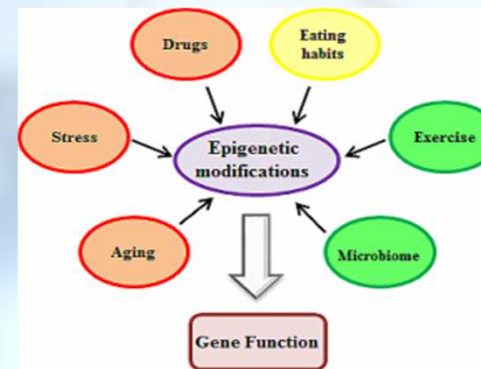 Drugs
Eating
habits
Stress
Epigenetic
modifications
Exercise
Aging
Microbiome
Gene Function